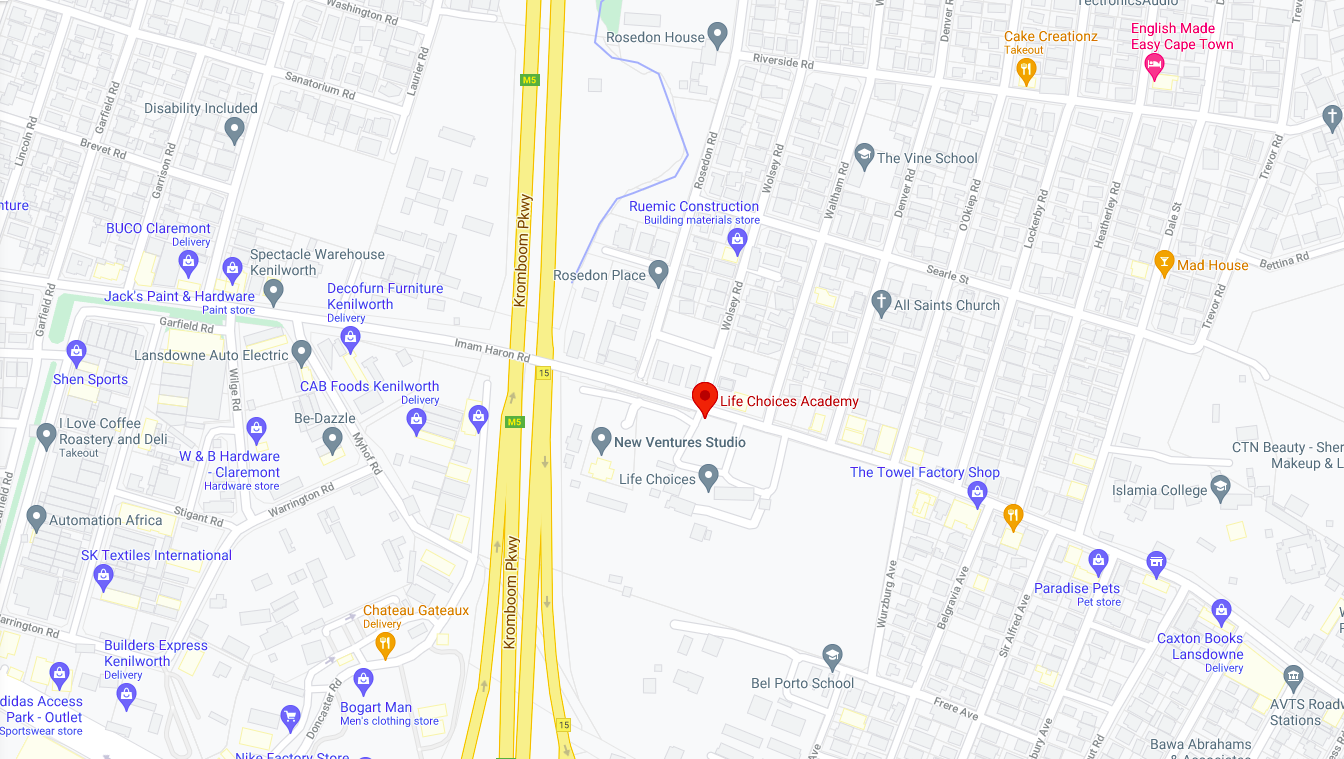 Washington Rd
TectronicsAudio
Rosedon House
Cake Creationz
Takeout
English Made
Easy Cape Town
Denver R
Laurier Rd
Riverside Rd
M5
Sanatorium Rd
Garfield Rd
Disability Included
Lincoln Rd
Brevet Rd
Garrison Rd
Rosedon Rd
Wolsey Rd
The Vine School
Waltham Rd
Denver Rd
O'Okiep Rd
Lockerby Rd
Heatherley Rd
Dale St
Trevor Rd
nture
Ruemic Construction
Building materials store
BUCO Claremont
Delivery
Kromboom Pkwy
Spectacle Warehouse
Kenilworth
Rosedon Place
Searle St
Mad House
Bettina Rd
Jack's Paint & Hardware
Paint store
Decofurn Furniture
Kenilworth
Delivery
Wolsey Rd
All Saints Church
Trevor Rd
Garfield Rd
Garfield Rd
Imam Haron Rd
Lansdowne Auto Electric
15
Shen Sports
Wilge Rd
CAB Foods Kenilworth
Delivery
Life Choices Academy
I Love Coffee
Roastery and Deli
Takeout
Be-Dazzle
M5
New Ventures Studio
W & B Hardware
- Claremont
Hardware store
Myhof Rd
Life Choices
The Towel Factory Shop
CTN Beauty - Sher
Makeup & L
Islamia College
Garfield Rd
Warrington Rd
Stigant Rd
Automation Africa
SK Textiles International
Kromboom Pkwy
Wurzburg Ave
Belgravia Ave
Sir Alfred Ave
Paradise Pets
Pet store
Chateau Gateaux
Delivery
Caxton Books
Lansdowne
Delivery
arrington Rd
Builders Express
Kenilworth
Delivery
Bel Porto School
Doncaster Rd
didas Access
Park - Outlet
Sportswear store
Bogart Man
Men's clothing store
15
Frere Ave
AVTS Roadw
Stations
Bawa Abrahams
& Associates
Nike Factory Store